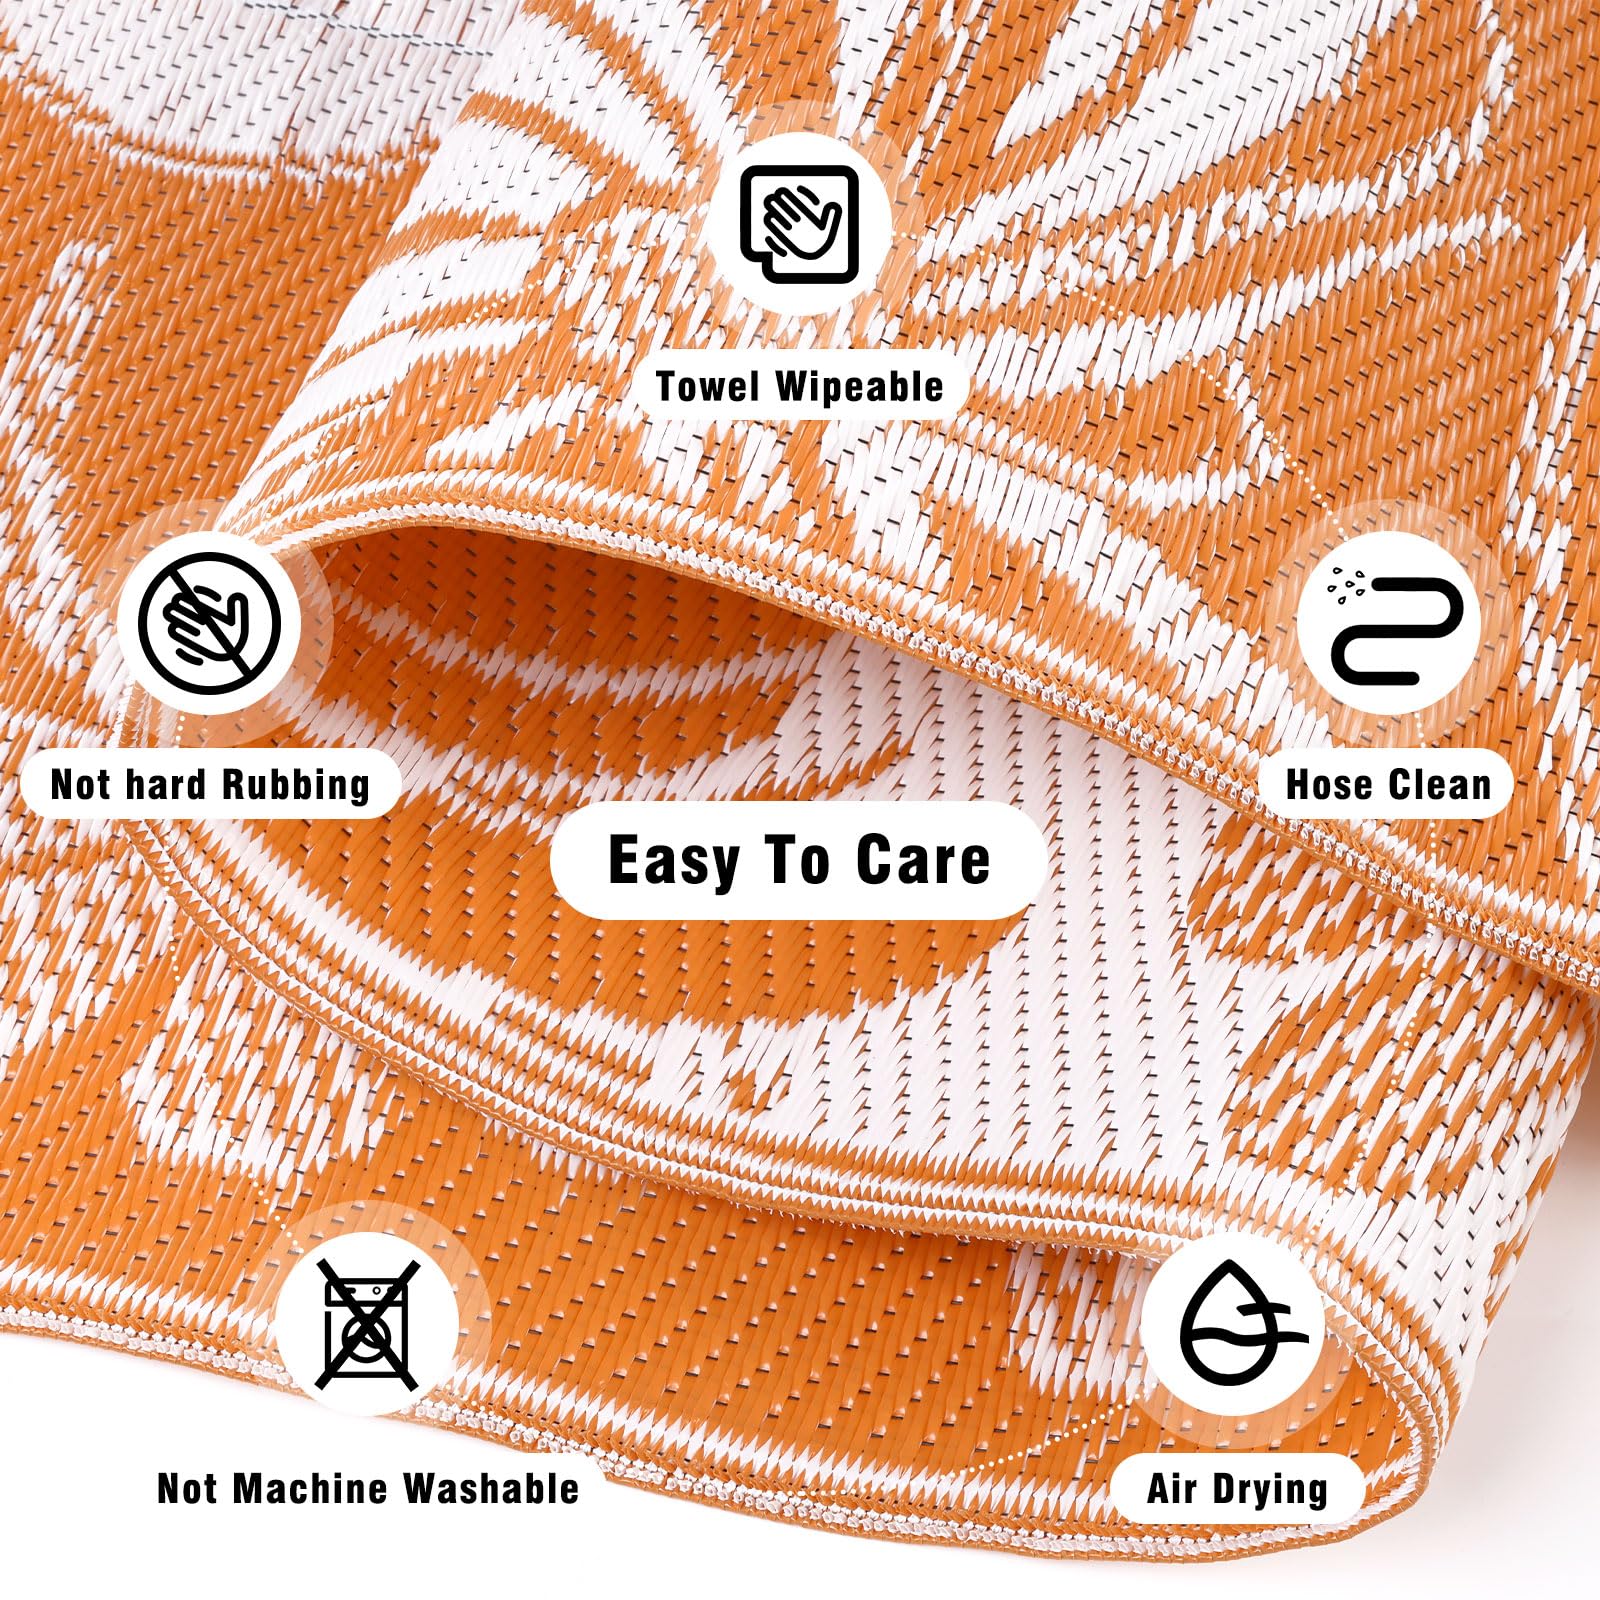 Towel Wipeable
Not hard Rubbing
Hose Clean
Easy To Care
Not Machine Washable
Air Drying